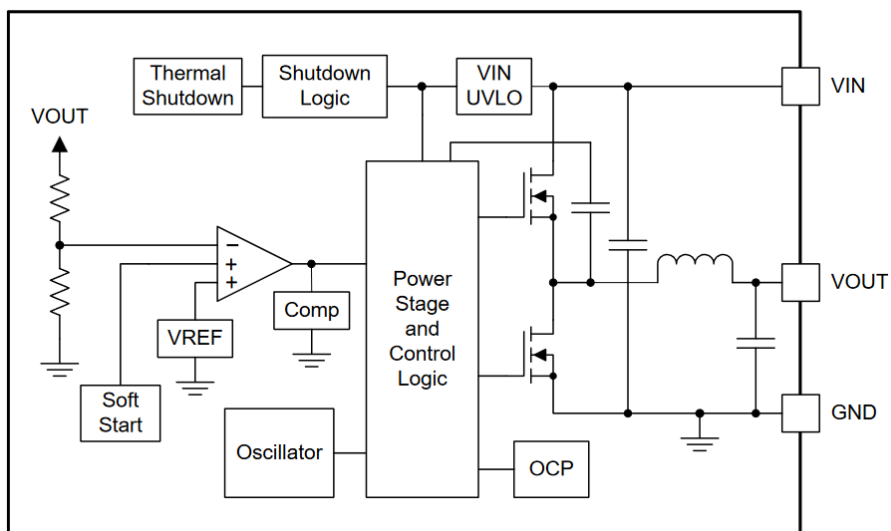 Thermal
Shutdown
Shutdown
Logic
VIN
UVLO
VIN
VOUT
−
+
+
Power
Stage
and
Control
Logic
VOUT
Comp
VREF
Soft
Start
GND
Oscillator
OCP